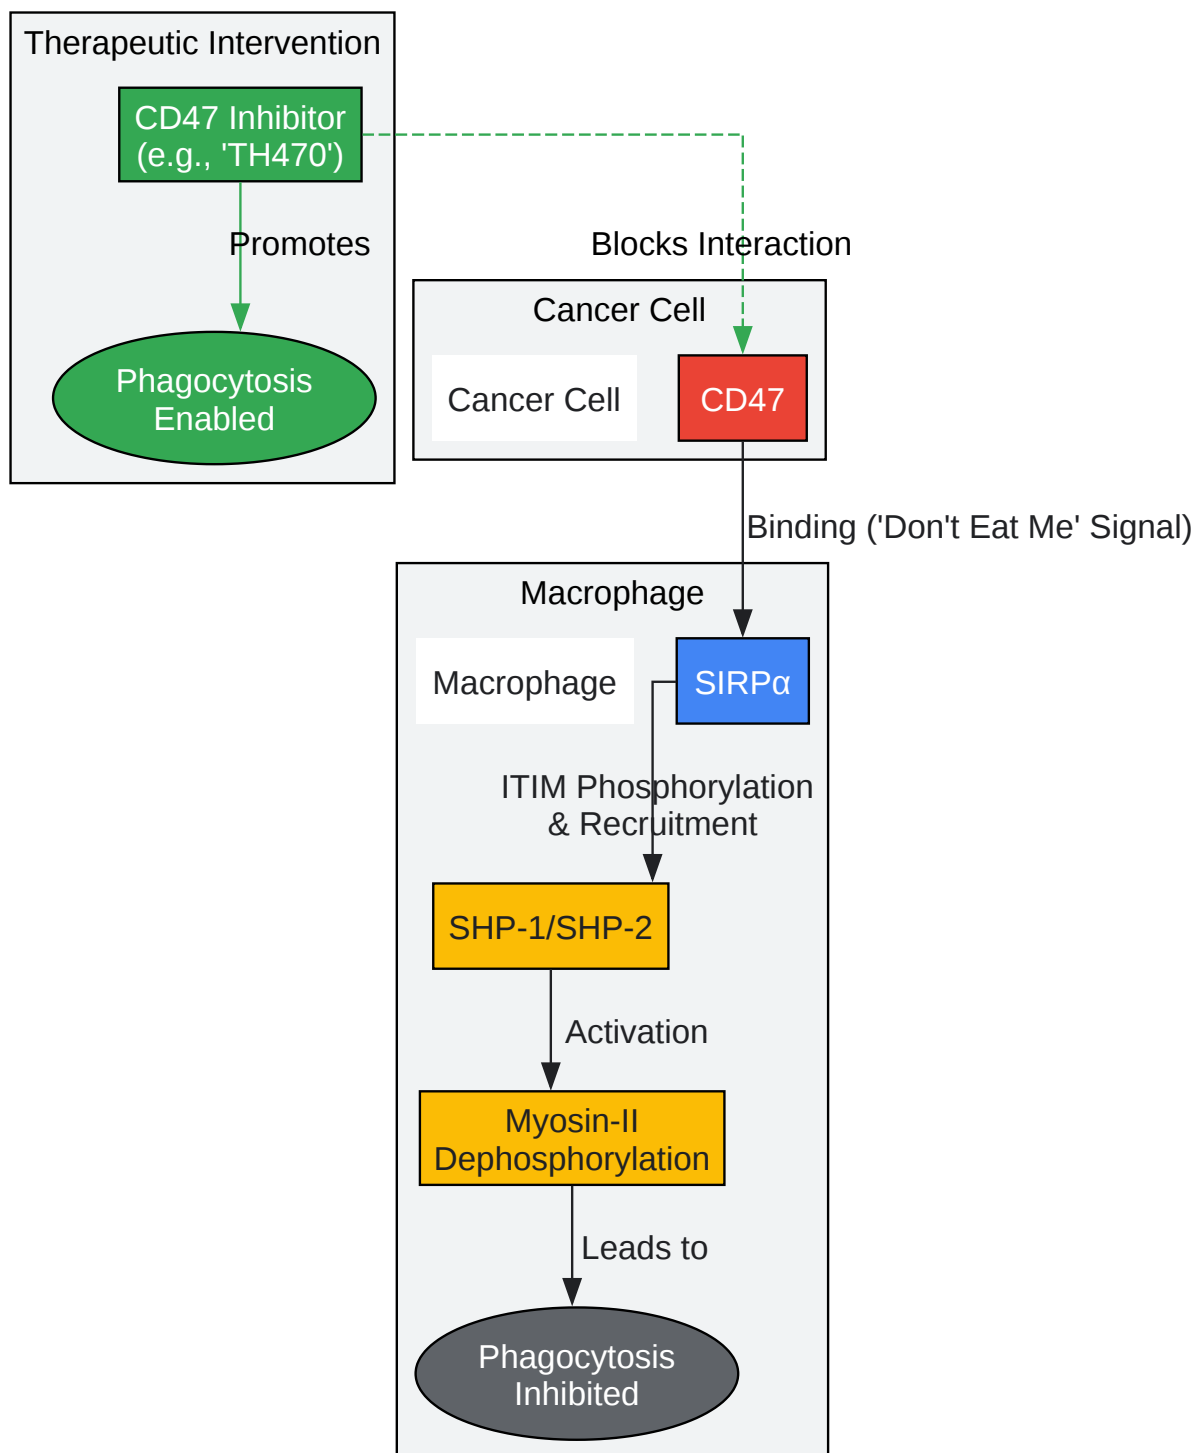 Therapeutic Intervention
CD47 Inhibitor
(e.g., 'TH470')
Promotes
Blocks Interaction
Phagocytosis
Enabled
Cancer Cell
Cancer Cell
CD47
Binding ('Don't Eat Me' Signal)
Macrophage
Macrophage
SIRPα
ITIM Phosphorylation
& Recruitment
SHP-1/SHP-2
Activation
Myosin-II
Dephosphorylation
Leads to
Phagocytosis
Inhibited